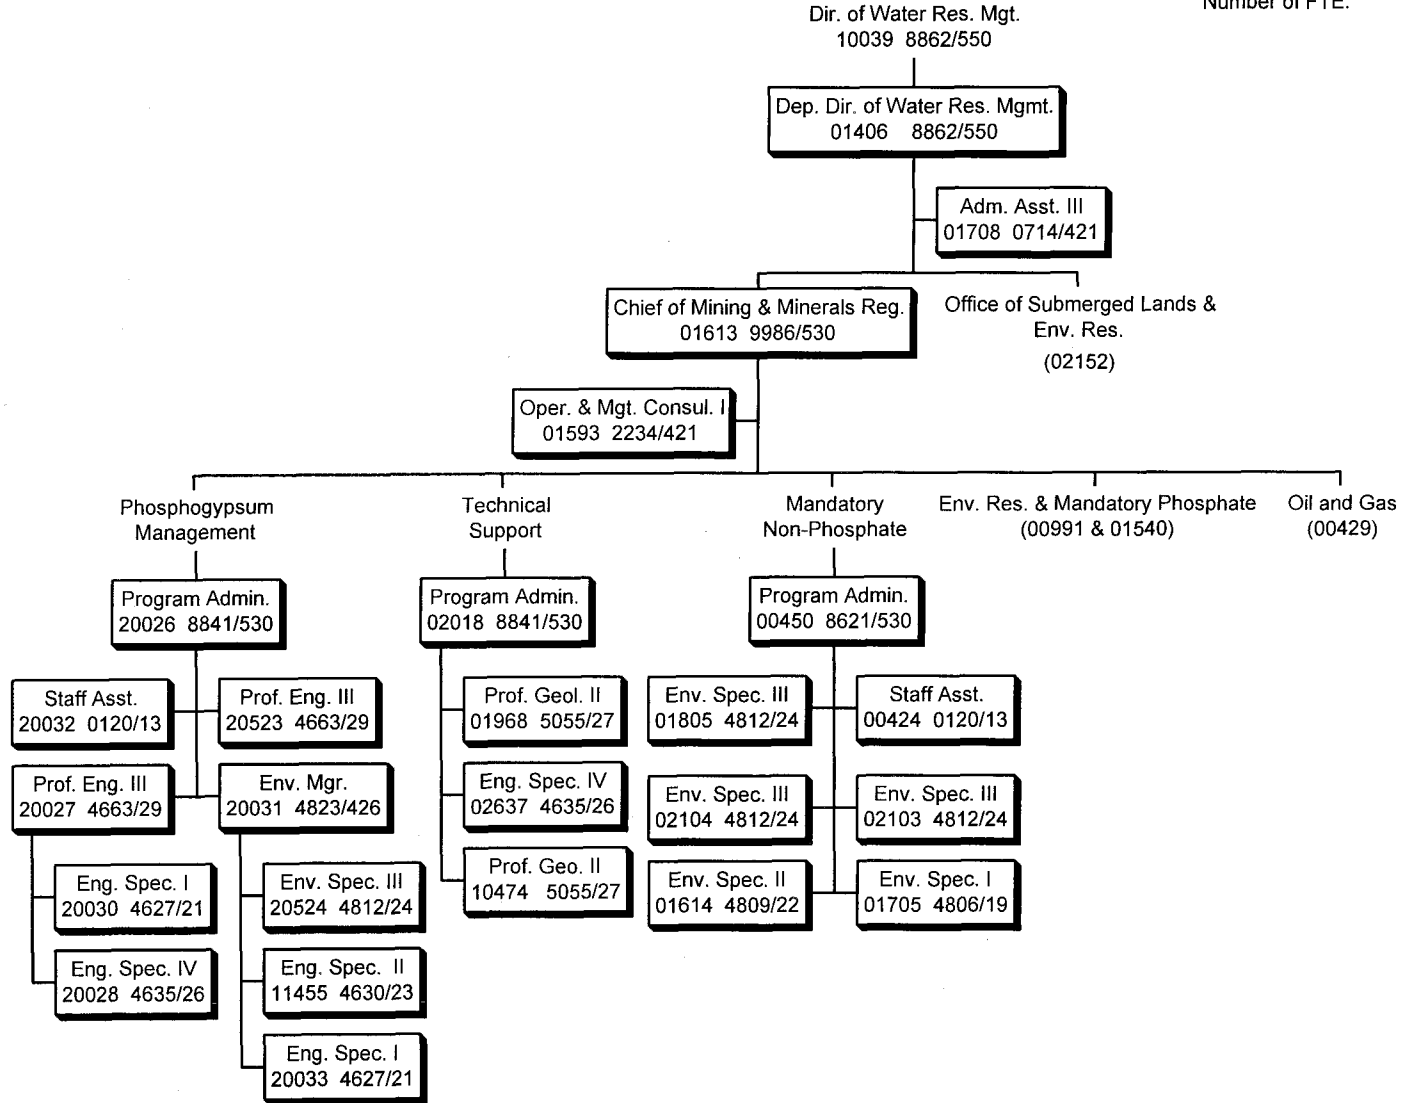 Number of FTE.
Dir. of Water Res. Mgt.
10039 8862/550
Dep. Dir. of Water Res. Mgmt.
01406 8862/550
Adm. Asst. III
01708 0714/421
Chief of Mining & Minerals Reg.
01613 9986/530
Office of Submerged Lands &
Env. Res.
(02152)
Oper. & Mgt. Consul. I
01593 2234/421
Phosphogypsum
Management
Technical
Support
Mandatory
Non-Phosphate
Env. Res. & Mandatory Phosphate
(00991 & 01540)
Oil and Gas
(00429)
Program Admin.
20026 8841/530
Program Admin.
02018 8841/530
Program Admin.
00450 8621/530
Staff Asst.
20032 0120/13
Prof. Eng. III
20523 4663/29
Prof. Eng. III
20027 4663/29
Env. Mgr.
20031 4823/426
Eng. Spec. I
20030 4627/21
Eng. Spec. IV
20028 4635/26
Env. Spec. III
20524 4812/24
Eng. Spec. II
11455 4630/23
Eng. Spec. I
20033 4627/21
Prof. Geol. II
01968 5055/27
Eng. Spec. IV
02637 4635/26
Prof. Geo. II
10474 5055/27
Env. Spec. III
01805 4812/24
Staff Asst.
00424 0120/13
Env. Spec. III
02104 4812/24
Env. Spec. III
02103 4812/24
Env. Spec. II
01614 4809/22
Env. Spec. I
01705 4806/19